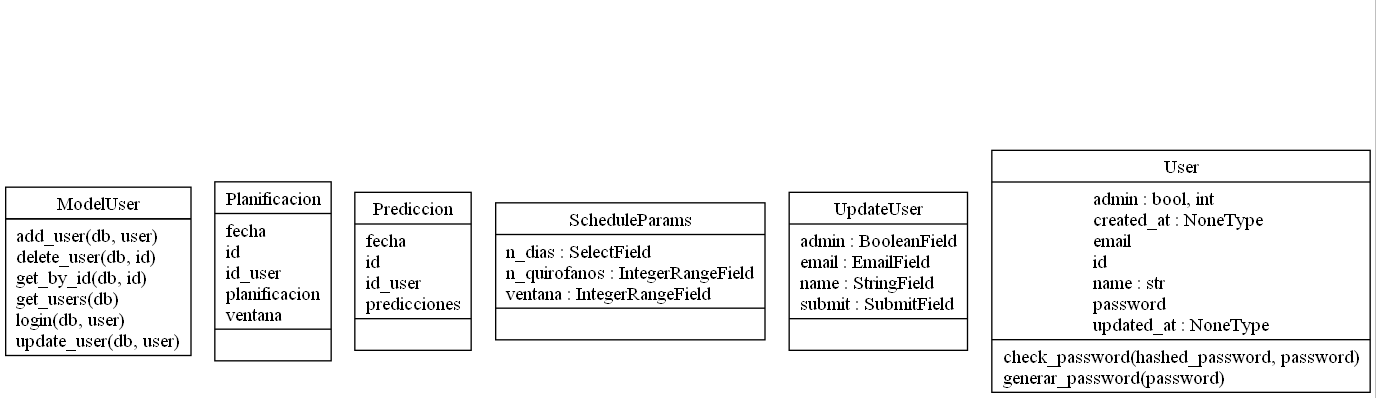 ModelUser
add_user(db, user)
delete_user(db, id)
get_by_id(db, id)
get_users(db)
login(db, user)
update_user(db, user)
Planificacion
fecha
id
id_user
planificacion
ventana
Prediccion
fecha
id
id_user
predicciones
ScheduleParams
n_dias : SelectField
n_quirofanos : IntegerRangeField
ventana : IntegerRangeField
UpdateUser
admin : BooleanField
email : EmailField
name : StringField
submit : SubmitField
User
admin : bool, int
created_at : NoneType
email
id
name : str
password
updated_at : NoneType
check_password(hashed_password, password)
generar_password(password)